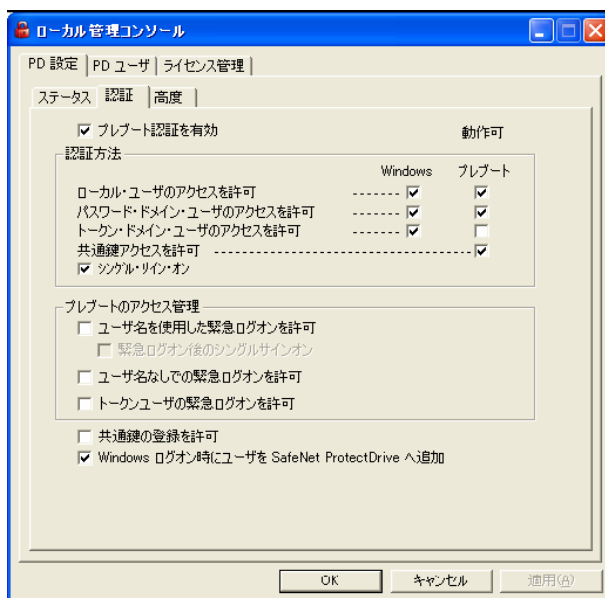 ローカル管理コンソール
PD 設定 PD ユーザ ライセンス管理
ステータス 認証 高度
プレブート認証を有効 動作可
認証方法
Windows プレブート
ローカル・ユーザのアクセスを許可 -------
パスワード・ドメイン・ユーザのアクセスを許可 -------
トークン・ドメイン・ユーザのアクセスを許可 -------
共通鍵アクセスを許可 ---------------------------------------
シングル・リイン・オン
プレブートのアクセス管理
ユーザ名を使用した緊急ログオンを許可
緊急ログオン後のシングルサインオン
ユーザ名なしでの緊急ログオンを許可
トークンユーザの緊急ログオンを許可
共通鍵の登録を許可
Windows ログオン時にユーザを SafeNet ProtectDrive へ追加
OK キャンセル 適用(A)